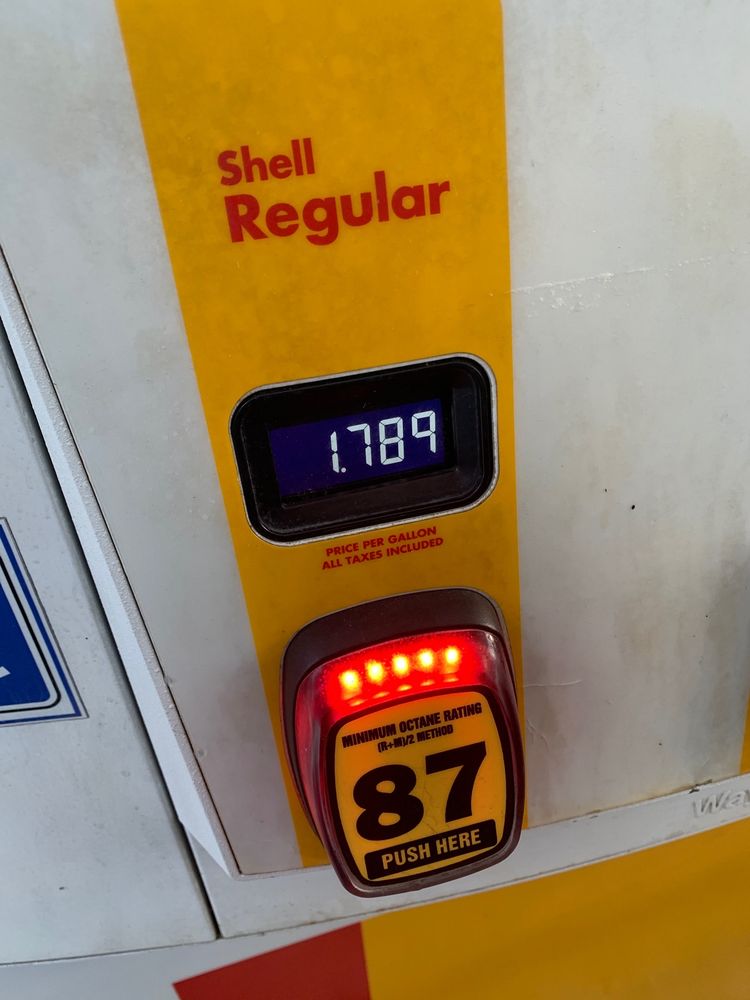 Shell
Regular
1.789
PRICE PER GALLON
ALL TAXES INCLUDED
MINIMUM OCTANE RATING
(R+M)/2 METHOD
87
PUSH HERE